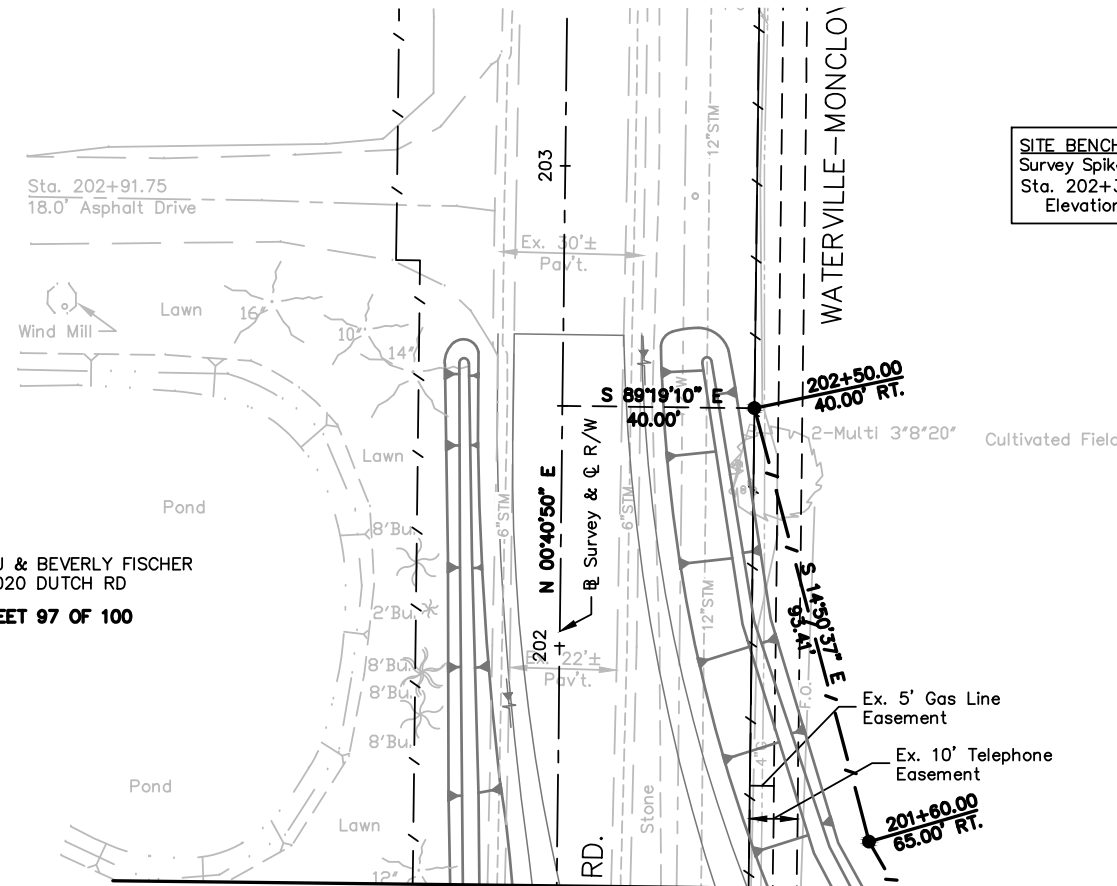 WATERVILLE-MONCLOV
12"STM
203
SITE BENCH
Survey Spik
Sta. 202+3
Elevation
Sta. 202+91.75
18.0' Asphalt Drive
Ex. 30'±
Pav't.
Lawn
16"
Wind Mill
10"
14"
S 89°19'10" E
40.00'
202+50.00
40.00' RT.
W
2-Multi 3"8"20"
Cultivated Field
Lawn
N 00°40'50" E
Survey & ℄ R/W
6"STM
6"STM
Pond
8'Bu.
J & BEVERLY FISCHER
020 DUTCH RD
EET 97 OF 100
2'Bu.
12"STM
S 14°50'37" E
93.41'
202
Ex. 22'±
Pav't.
8'Bu.
8'Bu.
8'Bu.
F.O.
4"G
Ex. 5' Gas Line
Easement
Ex. 10' Telephone
Easement
Pond
Lawn
Stone
201+60.00
65.00' RT.
RD.
12"